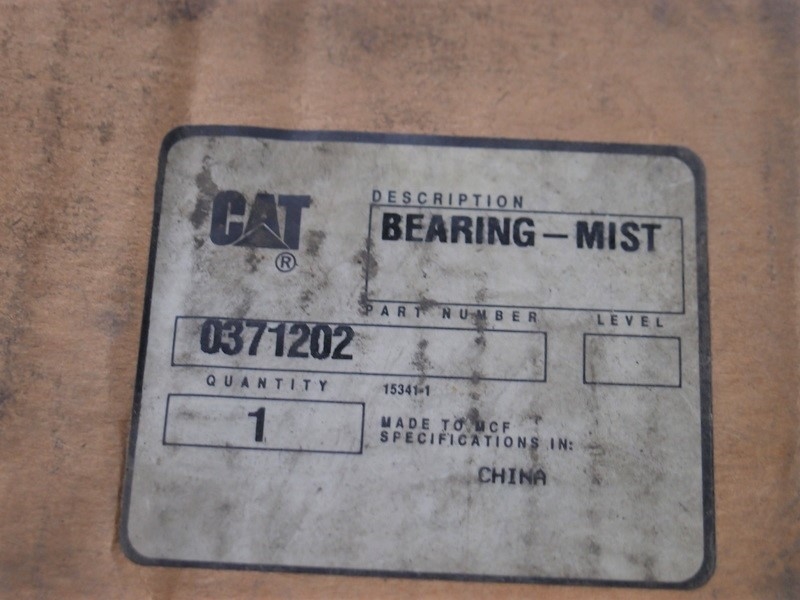 CAT
®
DESCRIPTION
BEARING-MIST
PART NUMBER
LEVEL
0371202
QUANTITY
15341-1
1
MADE TO MCF
SPECIFICATIONS IN:
CHINA